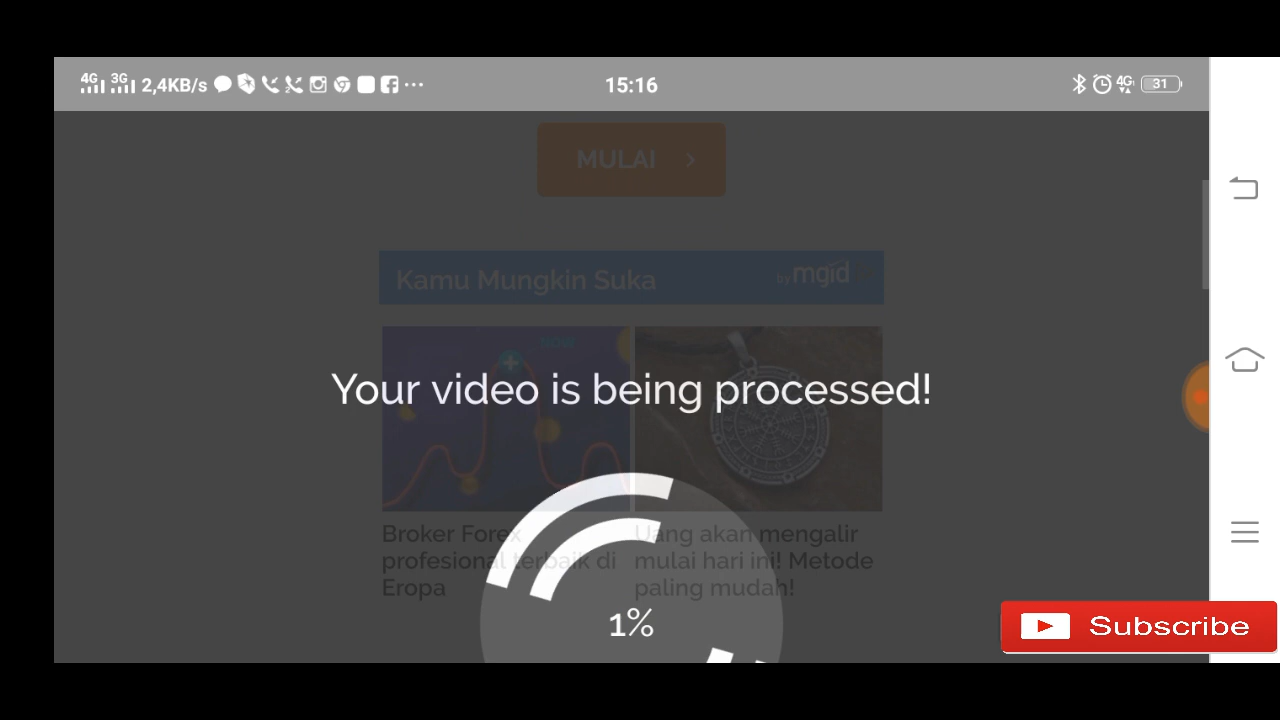 4G 3G 2,4KB/s 15:16 4G 31
MULAI
Kamu Mungkin Suka by mgid
Your video is being processed!
Broker Forex
profesional terbaik di
Eropa
Uang akan mengalir
mulai hari ini! Metode
paling mudah!
1%
Subscribe